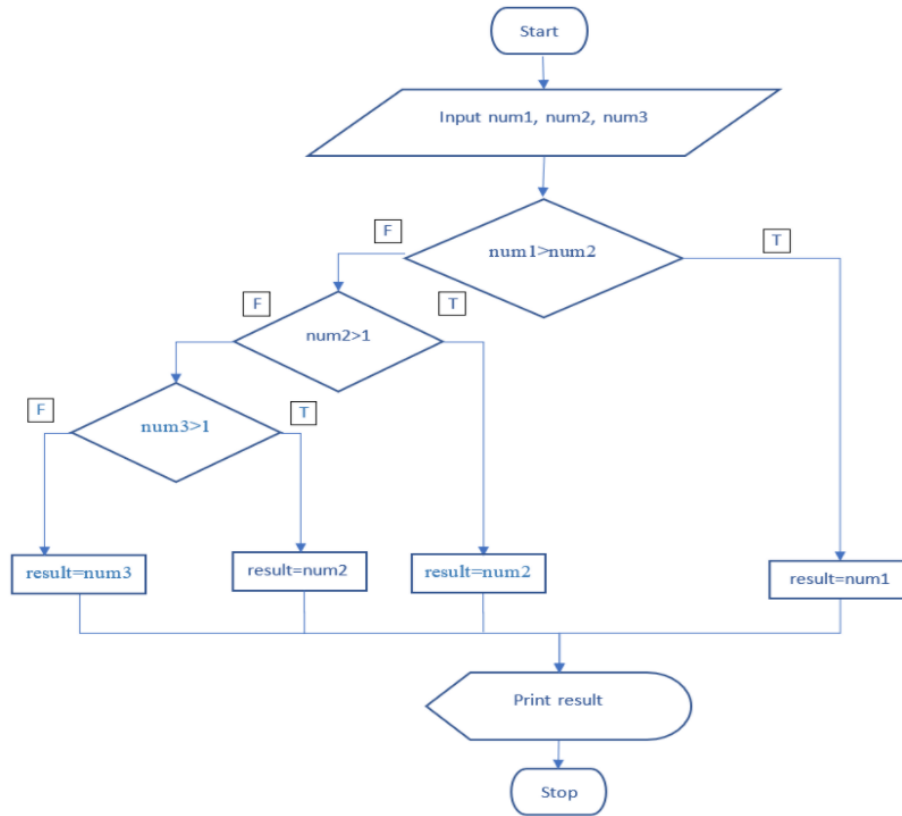 Start
Input num1, num2, num3
F
num1>num2
T
F
num2>1
T
F
num3>1
T
result=num3
result=num2
result=num2
result=num1
Print result
Stop